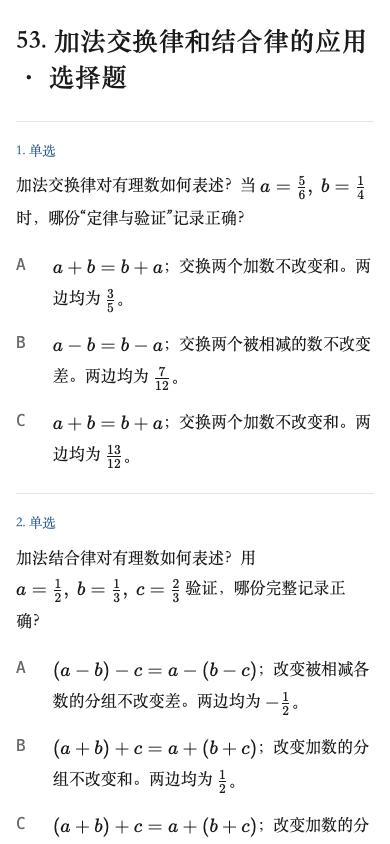 53. 加法交换律和结合律的应用
· 选择题
1. 单选
加法交换律对有理数如何表述？当 a = 5/6, b = 1/4
时，哪份“定律与验证”记录正确？
A a + b = b + a；交换两个加数不改变和。两
边均为 3/5。
B a − b = b − a；交换两个被相减的数不改变
差。两边均为 7/12。
C a + b = b + a；交换两个加数不改变和。两
边均为 13/12。
2. 单选
加法结合律对有理数如何表述？用
a = 1/2, b = 1/3, c = 2/3 验证，哪份完整记录正
确？
A (a − b) − c = a − (b − c)；改变被相减各
数的分组不改变差。两边均为 −1/2。
B (a + b) + c = a + (b + c)；改变加数的分
组不改变和。两边均为 1/2。
C (a + b) + c = a + (b + c)；改变加数的分